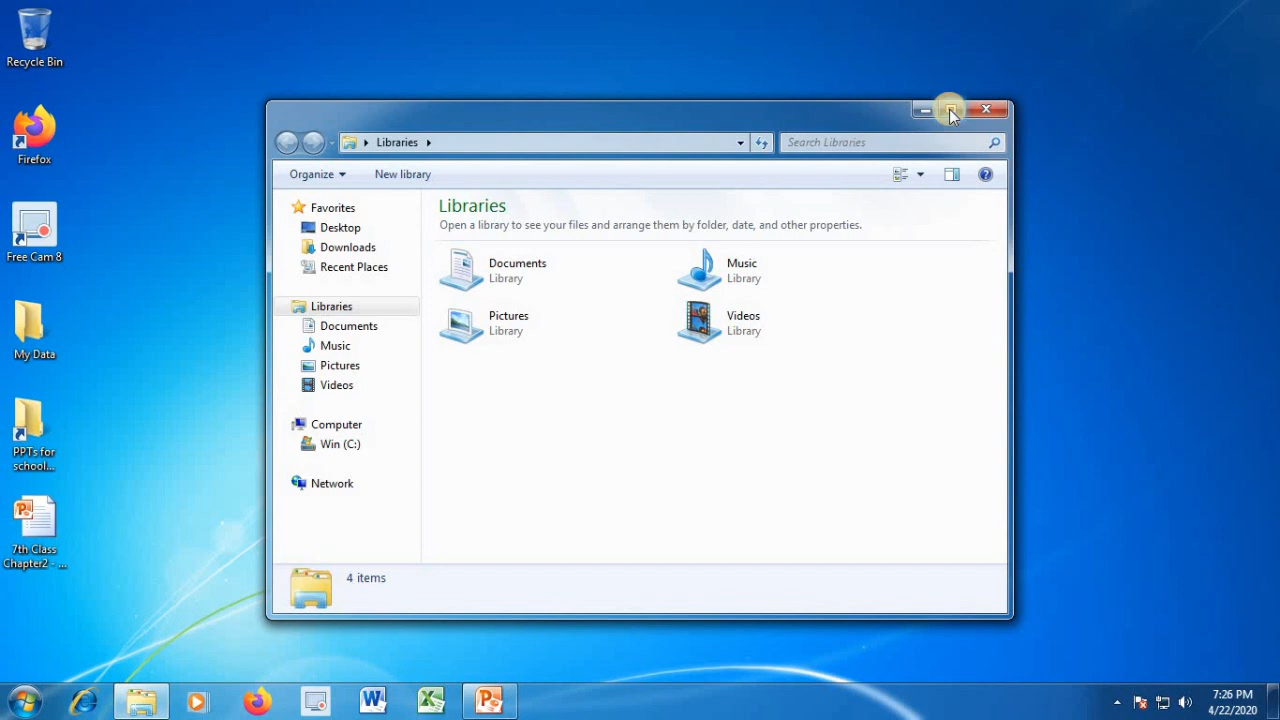 Recycle Bin
Firefox
Free Cam 8
My Data
PPTs for
school...
7th Class
Chapter2 - ...
Libraries
Search Libraries
Organize
New library
Favorites
Desktop
Downloads
Recent Places
Libraries
Documents
Music
Pictures
Videos
Computer
Win (C:)
Network
Libraries
Open a library to see your files and arrange them by folder, date, and other properties.
Documents
Library
Music
Library
Pictures
Library
Videos
Library
4 items
7:26 PM
4/22/2020